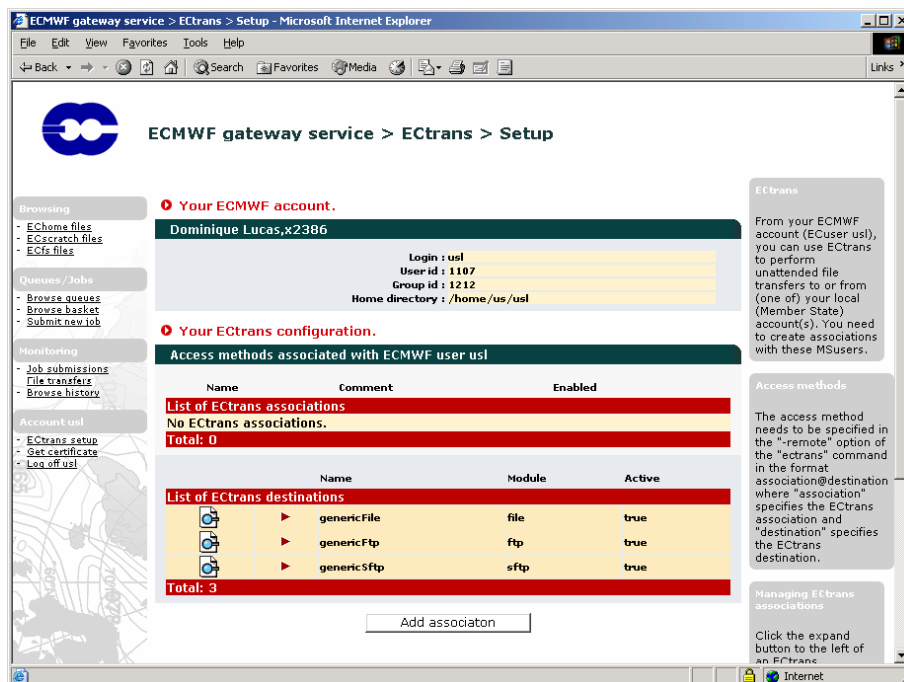 ECMWF gateway service > ECtrans > Setup - Microsoft Internet Explorer
File Edit View Favorites Tools Help
Back Search Favorites Media Links
ECMWF gateway service > ECtrans > Setup
Browsing
- EChome files
- ECscratch files
- ECfs files
Queues/Jobs
- Browse queues
- Browse basket
- Submit new job
Monitoring
- Job submissions
File transfers
- Browse history
Account usl
- ECtrans setup
- Get certificate
- Log off usl
Your ECMWF account.
Dominique Lucas,x2386
Login : usl
User id : 1107
Group id : 1212
Home directory : /home/us/usl
Your ECtrans configuration.
Access methods associated with ECMWF user usl
Name Comment Enabled
List of ECtrans associations
No ECtrans associations.
Total: 0
Name Module Active
List of ECtrans destinations
genericFile file true
genericFtp ftp true
genericSftp sftp true
Total: 3
Add associaton
ECtrans
From your ECMWF
account (ECuser usl),
you can use ECtrans
to perform
unattended file
transfers to or from
(one of) your local
(Member State)
account(s). You need
to create associations
with these MSusers.
Access methods
The access method
needs to be specified in
the "-remote" option of
the "ectrans" command
in the format
association@destination
where "association"
specifies the ECtrans
association and
"destination" specifies
the ECtrans
destination.
Managing ECtrans
associations
Click the expand
button to the left of
an ECtrans
Internet